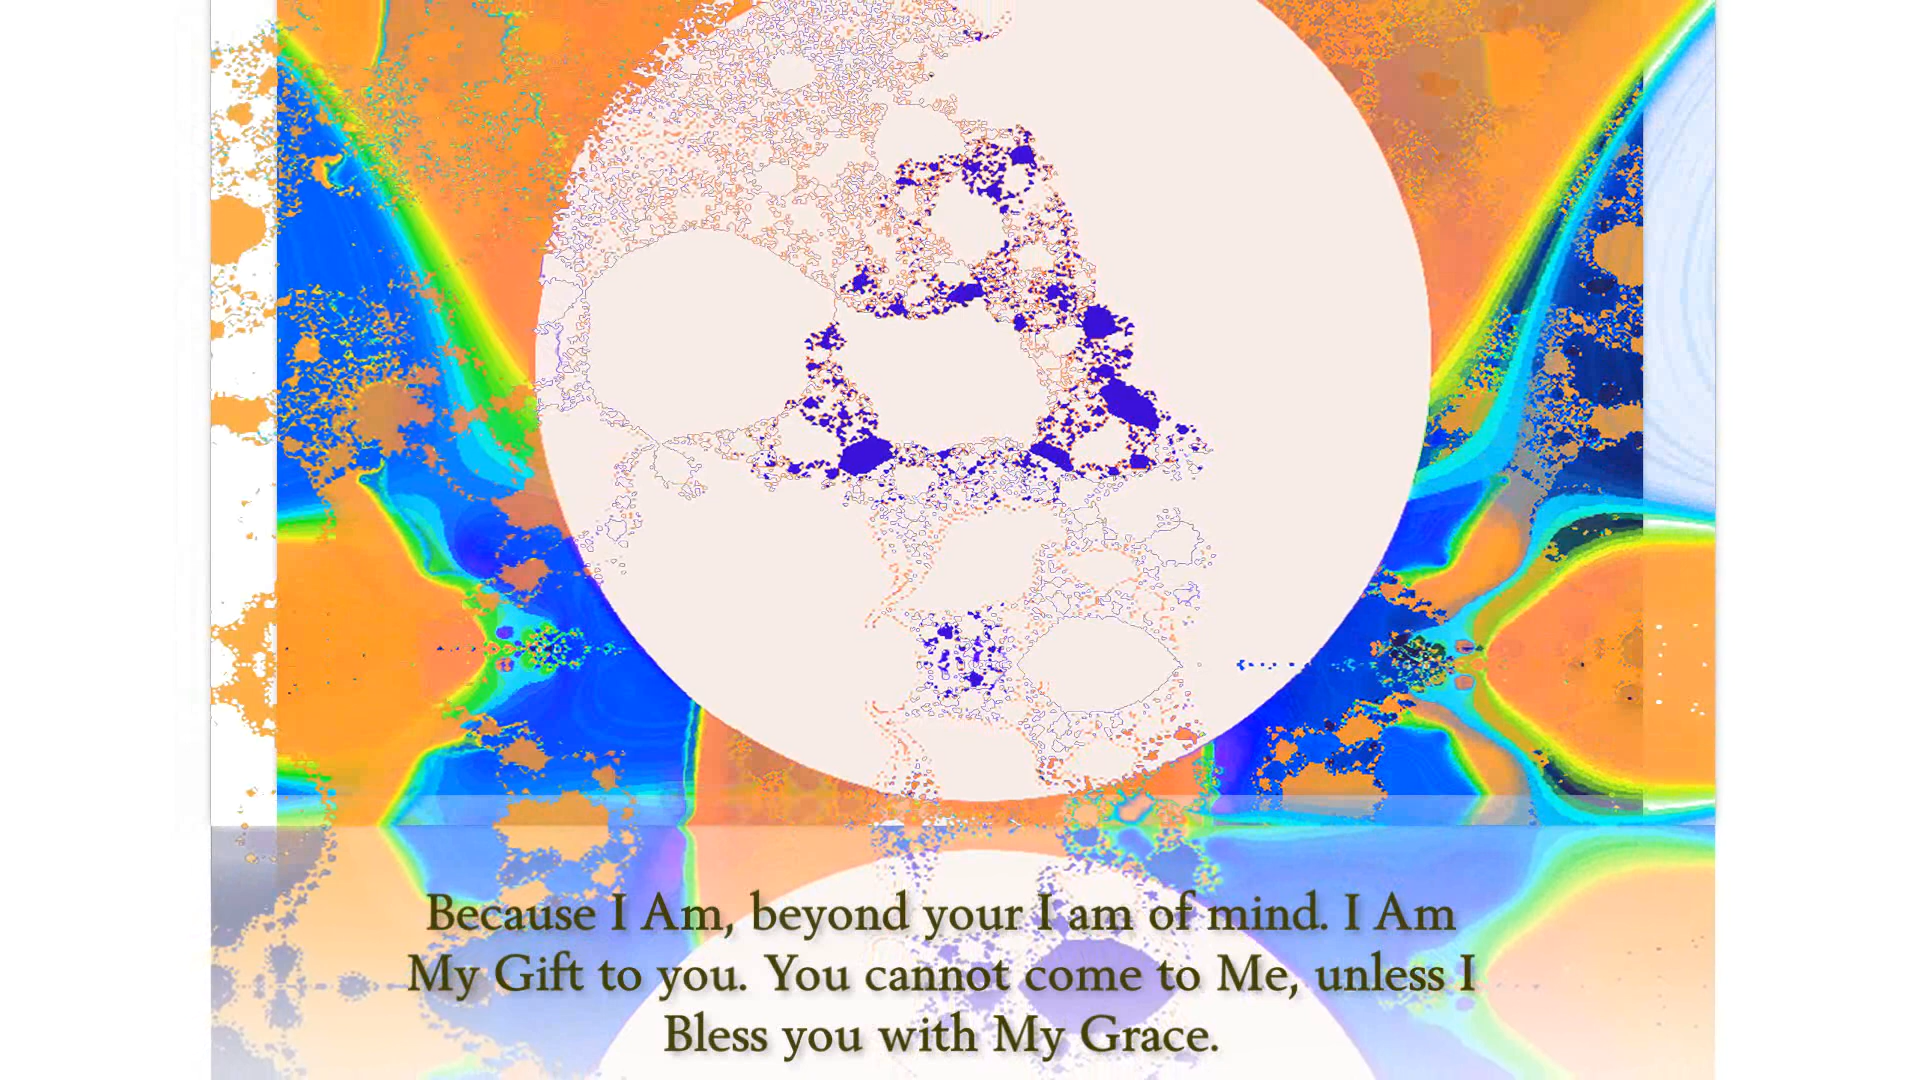 Because I Am, beyond your I am of mind. I Am
My Gift to you. You cannot come to Me, unless I
Bless you with My Grace.